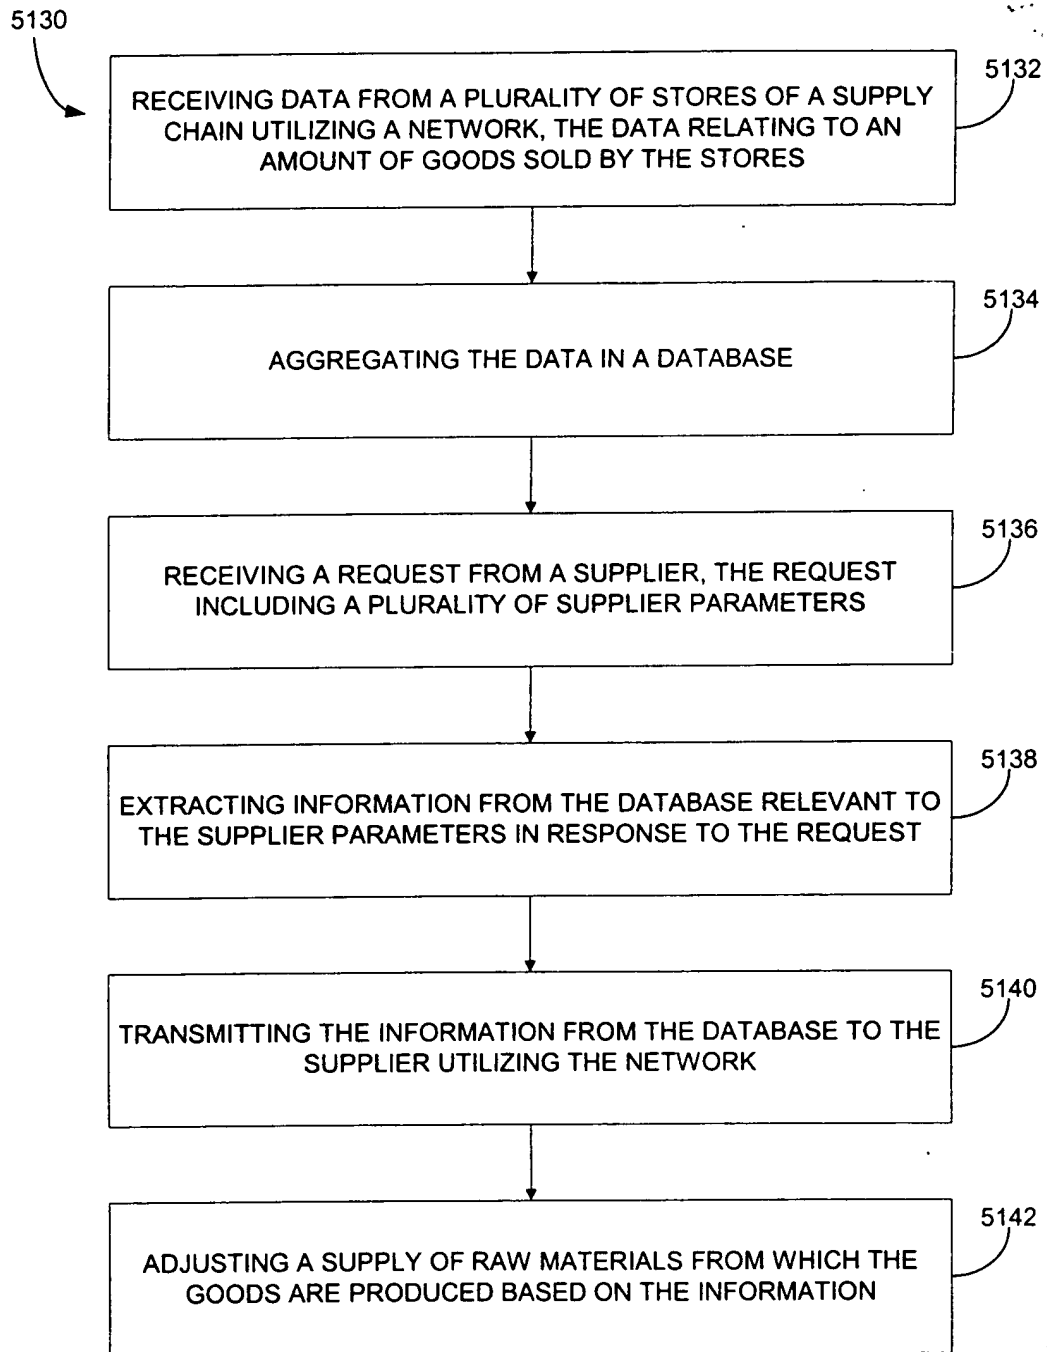 5130
5132
RECEIVING DATA FROM A PLURALITY OF STORES OF A SUPPLY
CHAIN UTILIZING A NETWORK, THE DATA RELATING TO AN
AMOUNT OF GOODS SOLD BY THE STORES
5134
AGGREGATING THE DATA IN A DATABASE
5136
RECEIVING A REQUEST FROM A SUPPLIER, THE REQUEST
INCLUDING A PLURALITY OF SUPPLIER PARAMETERS
5138
EXTRACTING INFORMATION FROM THE DATABASE RELEVANT TO
THE SUPPLIER PARAMETERS IN RESPONSE TO THE REQUEST
5140
TRANSMITTING THE INFORMATION FROM THE DATABASE TO THE
SUPPLIER UTILIZING THE NETWORK
5142
ADJUSTING A SUPPLY OF RAW MATERIALS FROM WHICH THE
GOODS ARE PRODUCED BASED ON THE INFORMATION